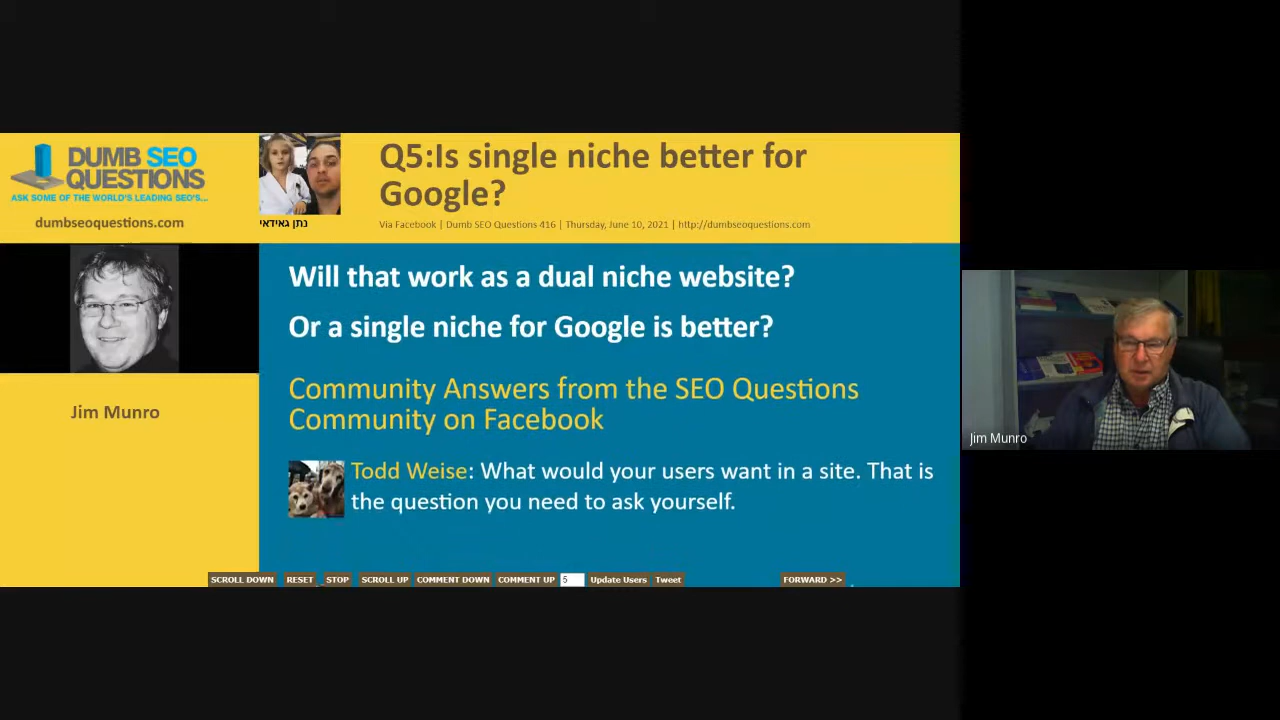 DUMB SEO
QUESTIONS
ASK SOME OF THE WORLD'S LEADING SEO'S...
dumbseoquestions.com
נתן גאידאי
Q5:Is single niche better for
Google?
Via Facebook | Dumb SEO Questions 416 | Thursday, June 10, 2021 | http://dumbseoquestions.com
Jim Munro
Will that work as a dual niche website?
Or a single niche for Google is better?
Community Answers from the SEO Questions
Community on Facebook
Todd Weise: What would your users want in a site. That is
the question you need to ask yourself.
SCROLL DOWN RESET STOP SCROLL UP COMMENT DOWN COMMENT UP 5 Update Users Tweet FORWARD >>
Jim Munro